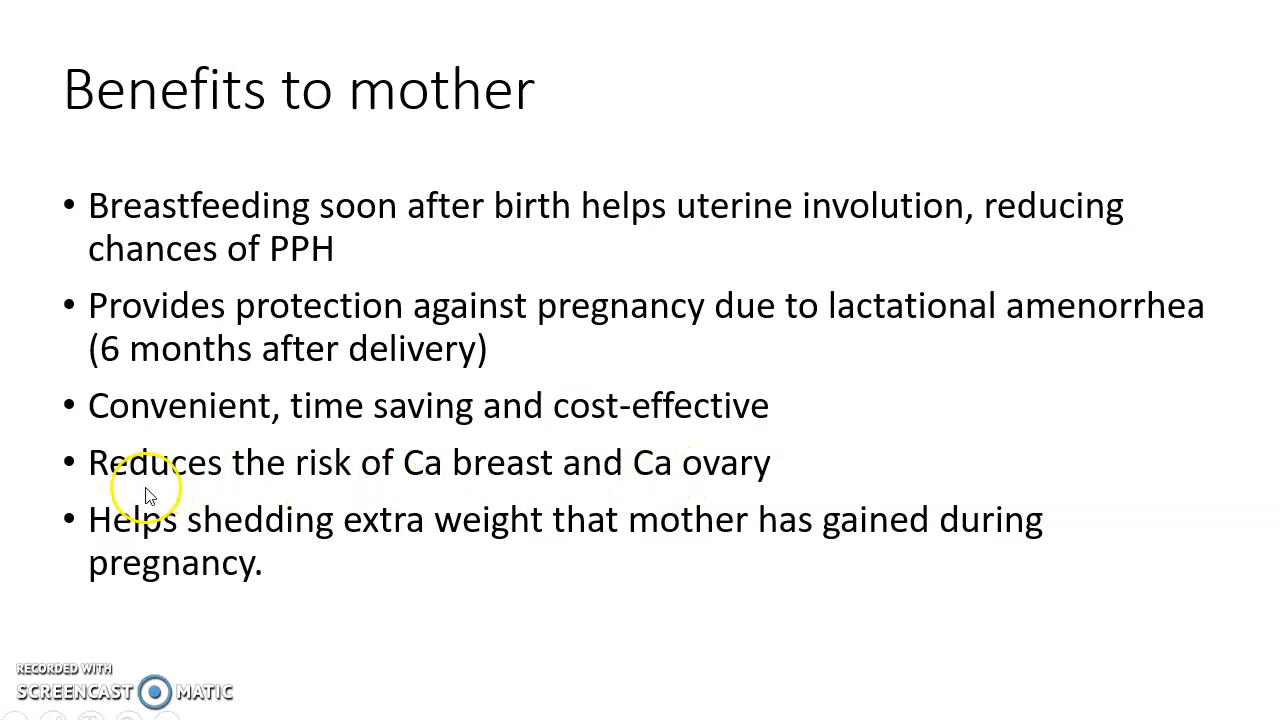 Benefits to mother
• Breastfeeding soon after birth helps uterine involution, reducing
chances of PPH
• Provides protection against pregnancy due to lactational amenorrhea
(6 months after delivery)
• Convenient, time saving and cost-effective
• Reduces the risk of Ca breast and Ca ovary
• Helps shedding extra weight that mother has gained during
pregnancy.
RECORDED WITH
SCREENCAST MATIC